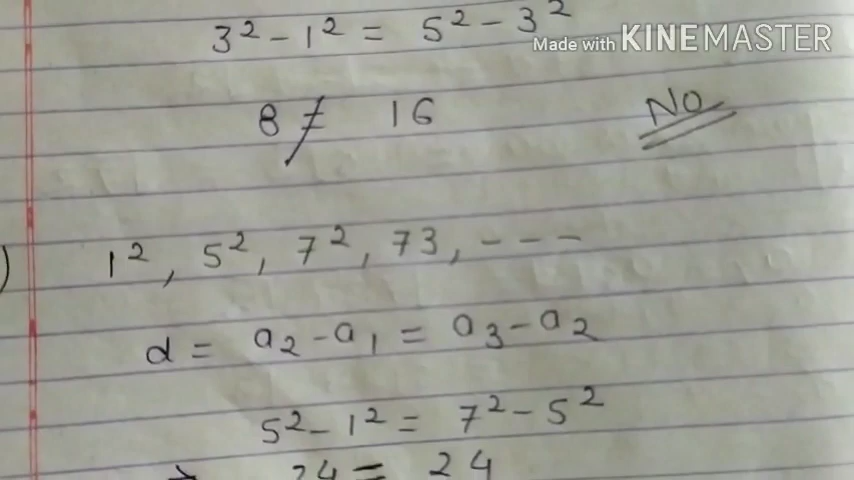 3² - 1² = 5² - 3²
Made with KINEMASTER
8 ≠ 16
No
) 1², 5², 7², 73, ---
d = a₂ - a₁ = a₃ - a₂
5² - 1² = 7² - 5²
24 = 24